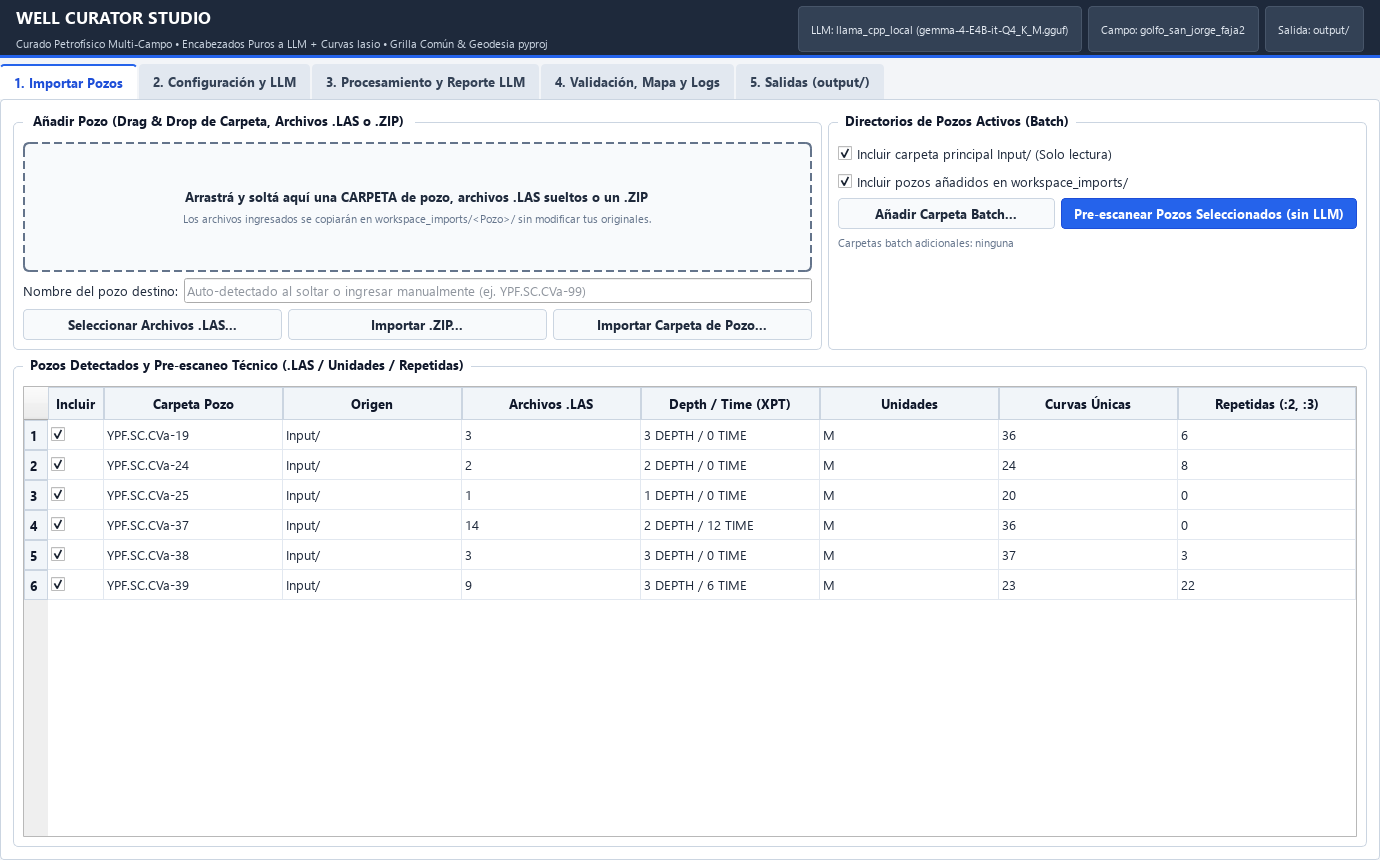 WELL CURATOR STUDIO
Curado Petrofísico Multi-Campo • Encabezados Puros a LLM + Curvas lasio • Grilla Común & Geodesia pyproj
LLM: llama_cpp_local (gemma-4-E4B-it-Q4_K_M.gguf)
Campo: golfo_san_jorge_faja2
Salida: output/
1. Importar Pozos
2. Configuración y LLM
3. Procesamiento y Reporte LLM
4. Validación, Mapa y Logs
5. Salidas (output/)
Añadir Pozo (Drag & Drop de Carpeta, Archivos .LAS o .ZIP)
Arrastrá y soltá aquí una CARPETA de pozo, archivos .LAS sueltos o un .ZIP
Los archivos ingresados se copiarán en workspace_imports/<Pozo>/ sin modificar tus originales.
Nombre del pozo destino: Auto-detectado al soltar o ingresar manualmente (ej. YPF.SC.CVa-99)
Seleccionar Archivos .LAS... Importar .ZIP... Importar Carpeta de Pozo...
Directorios de Pozos Activos (Batch)
Incluir carpeta principal Input/ (Solo lectura)
Incluir pozos añadidos en workspace_imports/
Añadir Carpeta Batch... Pre-escanear Pozos Seleccionados (sin LLM)
Carpetas batch adicionales: ninguna
Pozos Detectados y Pre-escaneo Técnico (.LAS / Unidades / Repetidas)
Incluir Carpeta Pozo Origen Archivos .LAS Depth / Time (XPT) Unidades Curvas Únicas Repetidas (:2, :3)
1 YPF.SC.CVa-19 Input/ 3 3 DEPTH / 0 TIME M 36 6
2 YPF.SC.CVa-24 Input/ 2 2 DEPTH / 0 TIME M 24 8
3 YPF.SC.CVa-25 Input/ 1 1 DEPTH / 0 TIME M 20 0
4 YPF.SC.CVa-37 Input/ 14 2 DEPTH / 12 TIME M 36 0
5 YPF.SC.CVa-38 Input/ 3 3 DEPTH / 0 TIME M 37 3
6 YPF.SC.CVa-39 Input/ 9 3 DEPTH / 6 TIME M 23 22